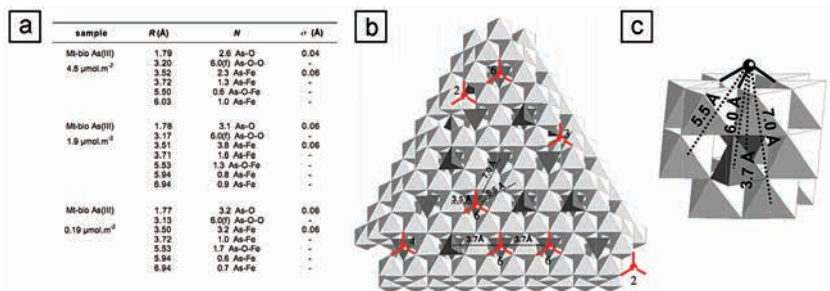 a
sample R (Å) N σ (Å)
Mt-bio As(III) 1.79 2.6 As-O 0.04
4.5 µmol.m-2 3.20 6.0(f) As-O-O -
3.52 2.3 As-Fe 0.06
3.72 1.3 As-Fe -
5.50 0.6 As-O-Fe -
6.03 1.0 As-Fe -
Mt-bio As(III) 1.78 3.1 As-O 0.06
1.9 µmol.m-2 3.17 6.0(f) As-O-O -
3.51 3.8 As-Fe 0.06
3.71 1.6 As-Fe -
5.53 1.3 As-O-Fe -
5.94 0.8 As-Fe -
6.94 0.9 As-Fe -
Mt-bio As(III) 1.77 3.2 As-O 0.06
0.19 µmol.m-2 3.13 6.0(f) As-O-O -
3.50 3.2 As-Fe 0.06
3.72 1.0 As-Fe -
5.53 1.7 As-O-Fe -
5.94 0.6 As-Fe -
6.94 0.7 As-Fe -
b
6
2
3
3.5Å
6
4
3.7Å 3.7Å
6 6
2
c
5.5 Å
6.0 Å
7.0 Å
3.7 Å